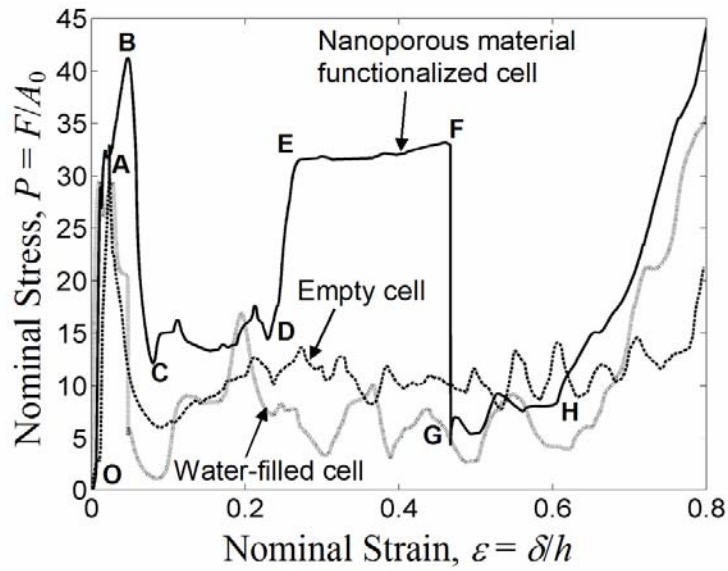 45
40
35
30
25
20
15
10
5
0
Nominal Stress, P = F/A₀
B
A
Nanoporous material
functionalized cell
E
F
Empty cell
D
C
G
H
O
Water-filled cell
0
0.2
0.4
0.6
0.8
Nominal Strain, ε = δ/h